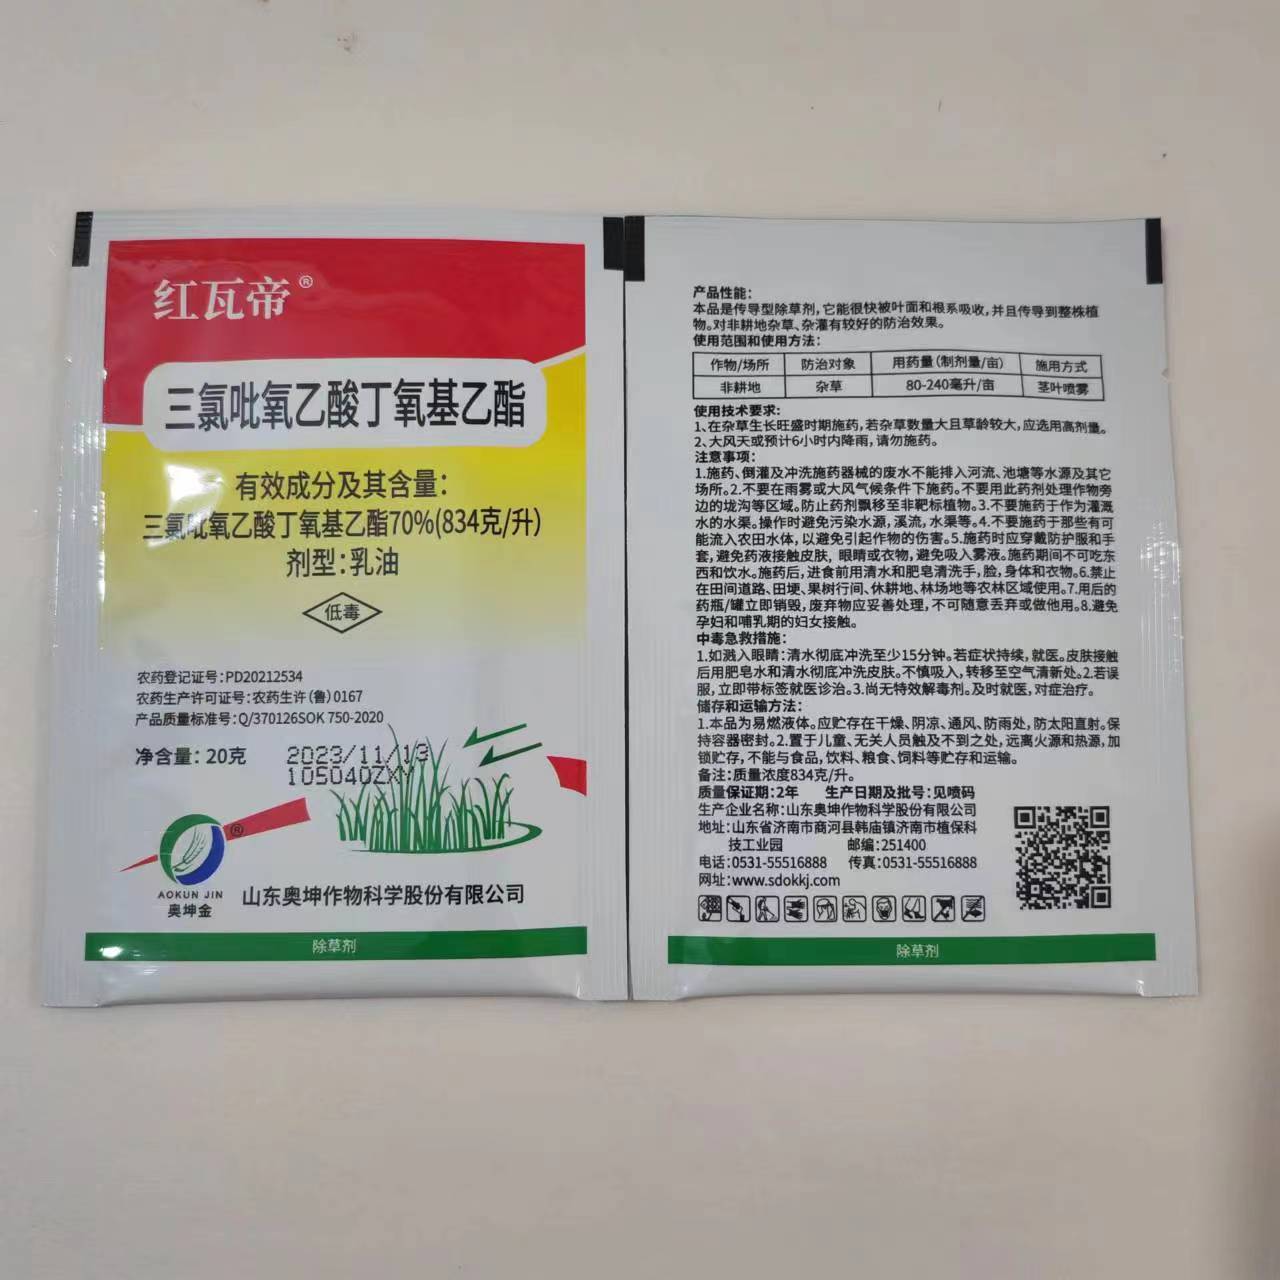 红瓦帝®
三氯吡氧乙酸丁氧基乙酯
有效成分及其含量：
三氯吡氧乙酸丁氧基乙酯70%(834克/升)
剂型：乳油
低毒
农药登记证号：PD20212534
农药生产许可证号：农药生许(鲁)0167
产品质量标准号：Q/370126SOK 750-2020
净含量：20克
2023/11/13
105040ZXY
®
AOKUN JIN
奥坤金
山东奥坤作物科学股份有限公司
除草剂
产品性能：
本品是传导型除草剂，它能很快被叶面和根系吸收，并且传导到整株植
物。对非耕地杂草、杂灌有较好的防治效果。
使用范围和使用方法：
作物/场所 防治对象 用药量(制剂量/亩) 施用方式
非耕地 杂草 80-240毫升/亩 茎叶喷雾
使用技术要求：
1、在杂草生长旺盛时期施药，若杂草数量大且草龄较大，应选用高剂量。
2、大风天或预计6小时内降雨，请勿施药。
注意事项：
1.施药、倒灌及冲洗施药器械的废水不能排入河流、池塘等水源及其它
场所。2.不要在雨雾或大风气候条件下施药。不要用此药剂处理作物旁
边的垅沟等区域。防止药剂飘移至非靶标植物。3.不要施药于作为灌溉
水的水渠。操作时避免污染水源，溪流，水渠等。4.不要施药于那些有可
能流入农田水体，以避免引起作物的伤害。5.施药时应穿戴防护服和手
套，避免药液接触皮肤，眼睛或衣物，避免吸入雾液。施药期间不可吃东
西和饮水。施药后，进食前用清水和肥皂清洗手，脸，身体和衣物。6.禁止
在田间道路、田埂、果树行间、休耕地、林场地等农林区域使用。7.用后的
药瓶/罐立即销毁，废弃物应妥善处理，不可随意丢弃或做他用。8.避免
孕妇和哺乳期的妇女接触。
中毒急救措施：
1.如溅入眼睛：清水彻底冲洗至少15分钟。若症状持续，就医。皮肤接触
后用肥皂水和清水彻底冲洗皮肤。不慎吸入，转移至空气清新处。2.若误
服，立即带标签就医诊治。3.尚无特效解毒剂。及时就医，对症治疗。
储存和运输方法：
1.本品为易燃液体。应贮存在干燥、阴凉、通风、防雨处，防太阳直射。保
持容器密封。2.置于儿童、无关人员触及不到之处，远离火源和热源，加
锁贮存，不能与食品，饮料、粮食、饲料等贮存和运输。
备注：质量浓度834克/升。
质量保证期：2年 生产日期及批号：见喷码
生产企业名称：山东奥坤作物科学股份有限公司
地址：山东省济南市商河县韩庙镇济南市植保科
技工业园 邮编：251400
电话：0531-55516888 传真：0531-55516888
网址：www.sdokkj.com
除草剂